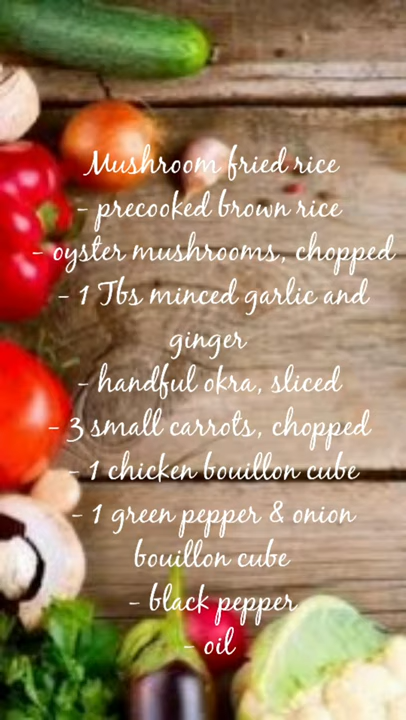 Mushroom fried rice
- precooked brown rice
- oyster mushrooms, chopped
- 1 Tbs minced garlic and
ginger
- handful okra, sliced
- 3 small carrots, chopped
- 1 chicken bouillon cube
- 1 green pepper & onion
bouillon cube
- black pepper
- oil